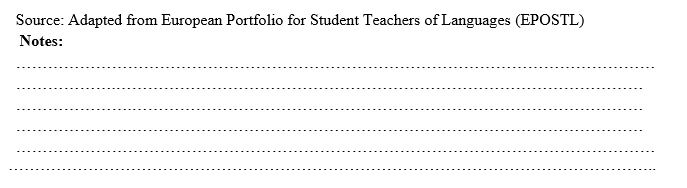 Source: Adapted from European Portfolio for Student Teachers of Languages (EPOSTL)
Notes: